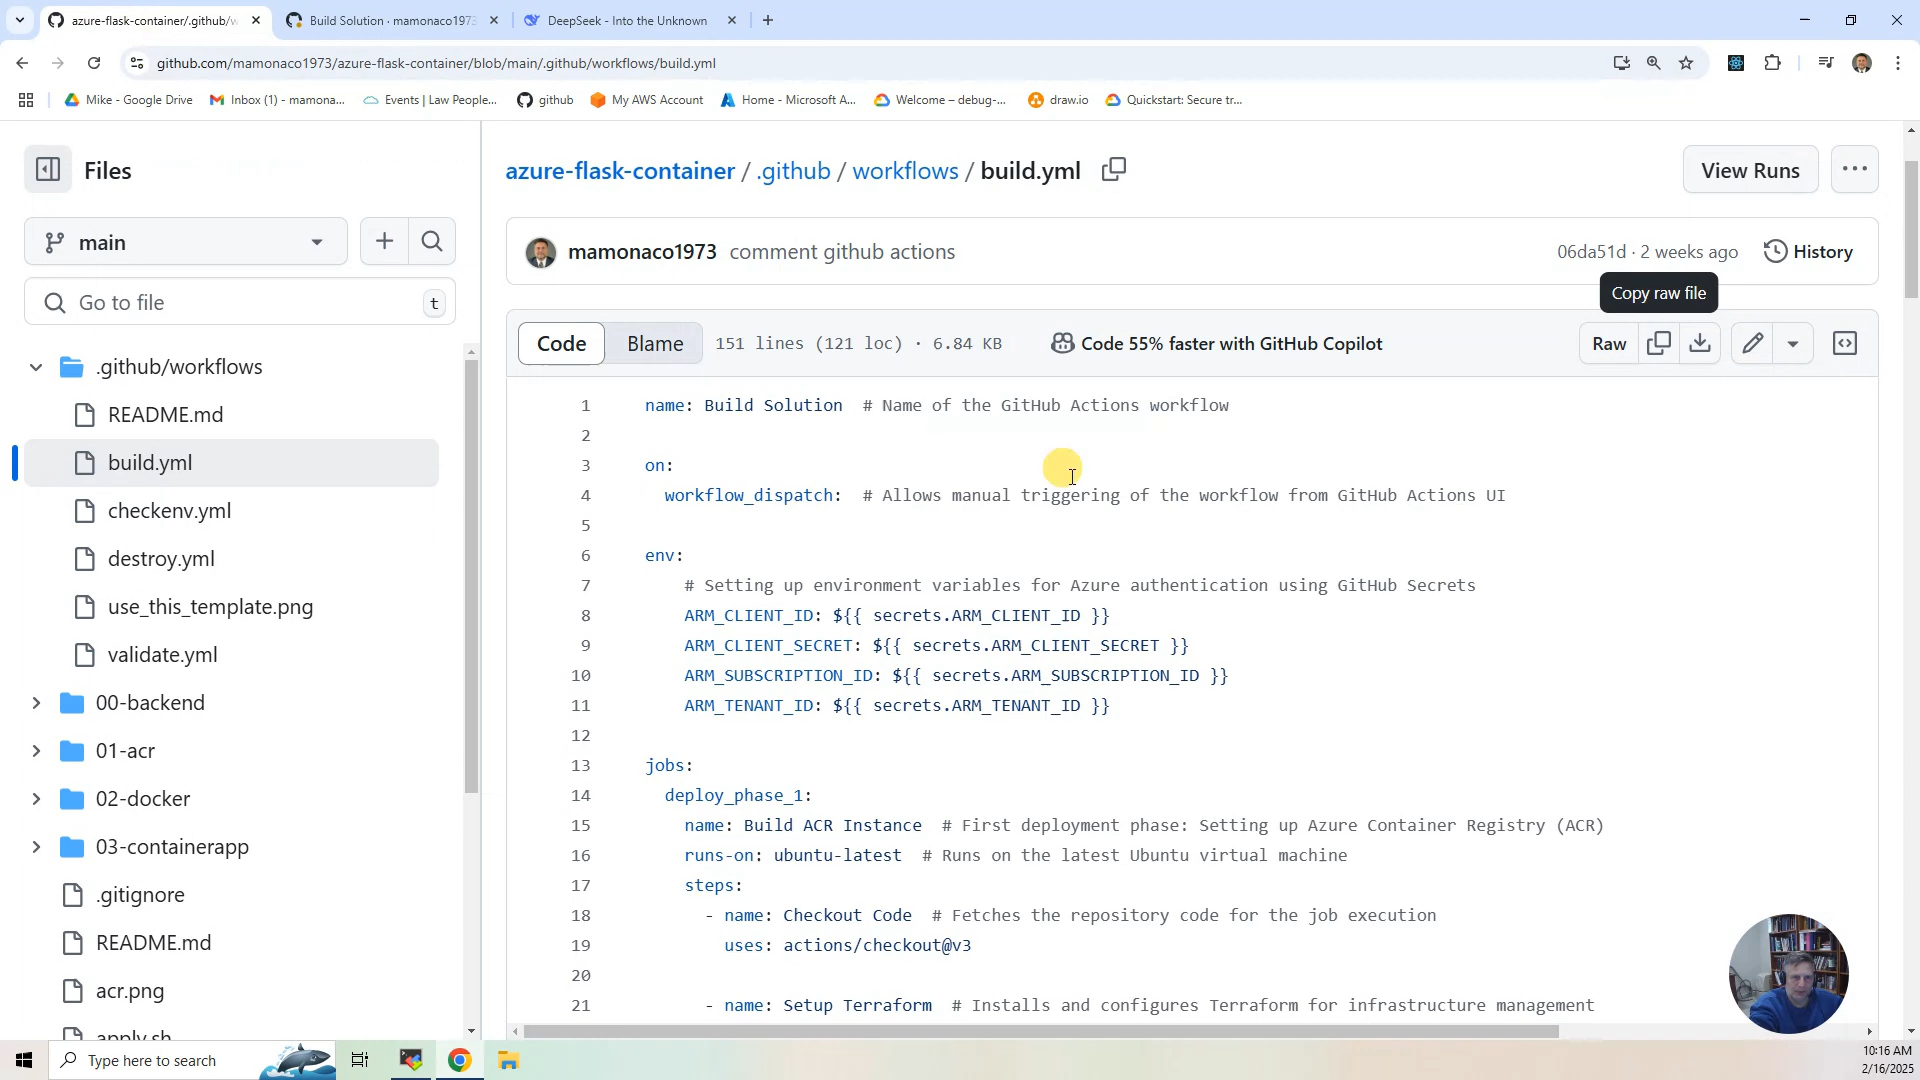 azure-flask-container/.github/w
Build Solution · mamonaco1973
DeepSeek - Into the Unknown
github.com/mamonaco1973/azure-flask-container/blob/main/.github/workflows/build.yml
Mike - Google Drive
Inbox (1) - mamona...
Events | Law People...
github
My AWS Account
Home - Microsoft A...
Welcome – debug-...
draw.io
Quickstart: Secure tr...
Files
main
Go to file
t
.github/workflows
README.md
build.yml
checkenv.yml
destroy.yml
use_this_template.png
validate.yml
00-backend
01-acr
02-docker
03-containerapp
.gitignore
README.md
acr.png
apply.sh
azure-flask-container / .github / workflows / build.yml
View Runs
mamonaco1973 comment github actions
06da51d · 2 weeks ago
History
Copy raw file
Code
Blame
151 lines (121 loc) · 6.84 KB
Code 55% faster with GitHub Copilot
Raw
1 name: Build Solution # Name of the GitHub Actions workflow
2
3 on:
4 workflow_dispatch: # Allows manual triggering of the workflow from GitHub Actions UI
5
6 env:
7 # Setting up environment variables for Azure authentication using GitHub Secrets
8 ARM_CLIENT_ID: ${{ secrets.ARM_CLIENT_ID }}
9 ARM_CLIENT_SECRET: ${{ secrets.ARM_CLIENT_SECRET }}
10 ARM_SUBSCRIPTION_ID: ${{ secrets.ARM_SUBSCRIPTION_ID }}
11 ARM_TENANT_ID: ${{ secrets.ARM_TENANT_ID }}
12
13 jobs:
14 deploy_phase_1:
15 name: Build ACR Instance # First deployment phase: Setting up Azure Container Registry (ACR)
16 runs-on: ubuntu-latest # Runs on the latest Ubuntu virtual machine
17 steps:
18 - name: Checkout Code # Fetches the repository code for the job execution
19 uses: actions/checkout@v3
20
21 - name: Setup Terraform # Installs and configures Terraform for infrastructure management
Type here to search
10:16 AM
2/16/2025